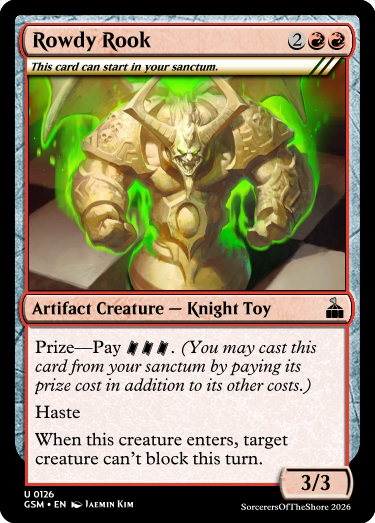 Rowdy Rook 2
This card can start in your sanctum.
Artifact Creature — Knight Toy
Prize—Pay . (You may cast this
card from your sanctum by paying its
prize cost in addition to its other costs.)
Haste
When this creature enters, target
creature can't block this turn.
3/3
U 0126
GSM • EN Jaemin Kim
SorcerersOfTheShore 2026